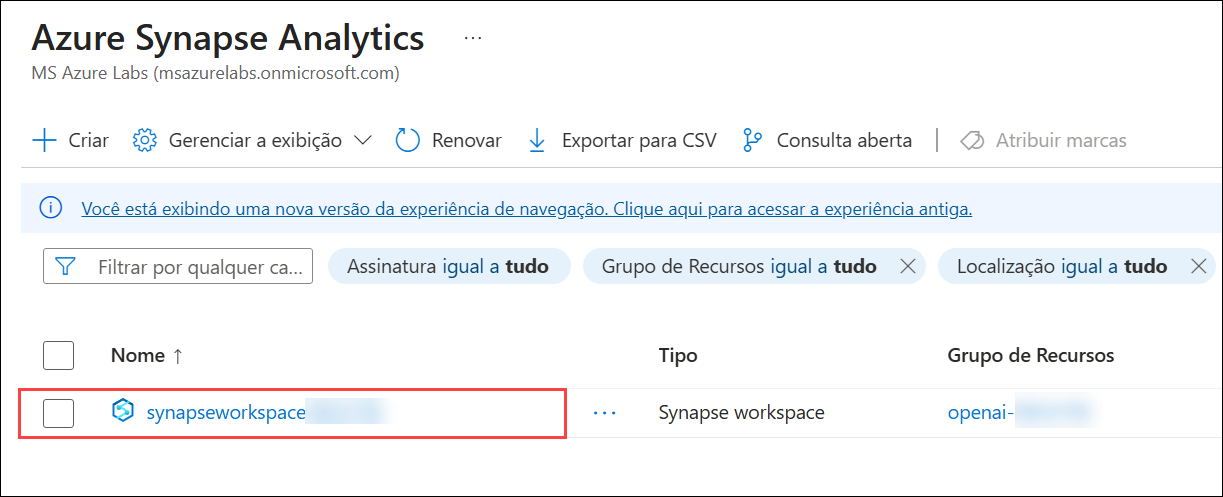 Azure Synapse Analytics ...
MS Azure Labs (msazurelabs.onmicrosoft.com)
Criar Gerenciar a exibição Renovar Exportar para CSV Consulta aberta Atribuir marcas
Você está exibindo uma nova versão da experiência de navegação. Clique aqui para acessar a experiência antiga.
Filtrar por qualquer ca... Assinatura igual a tudo Grupo de Recursos igual a tudo Localização igual a tudo
Nome ↑ Tipo Grupo de Recursos
synapseworkspace ... Synapse workspace openai-